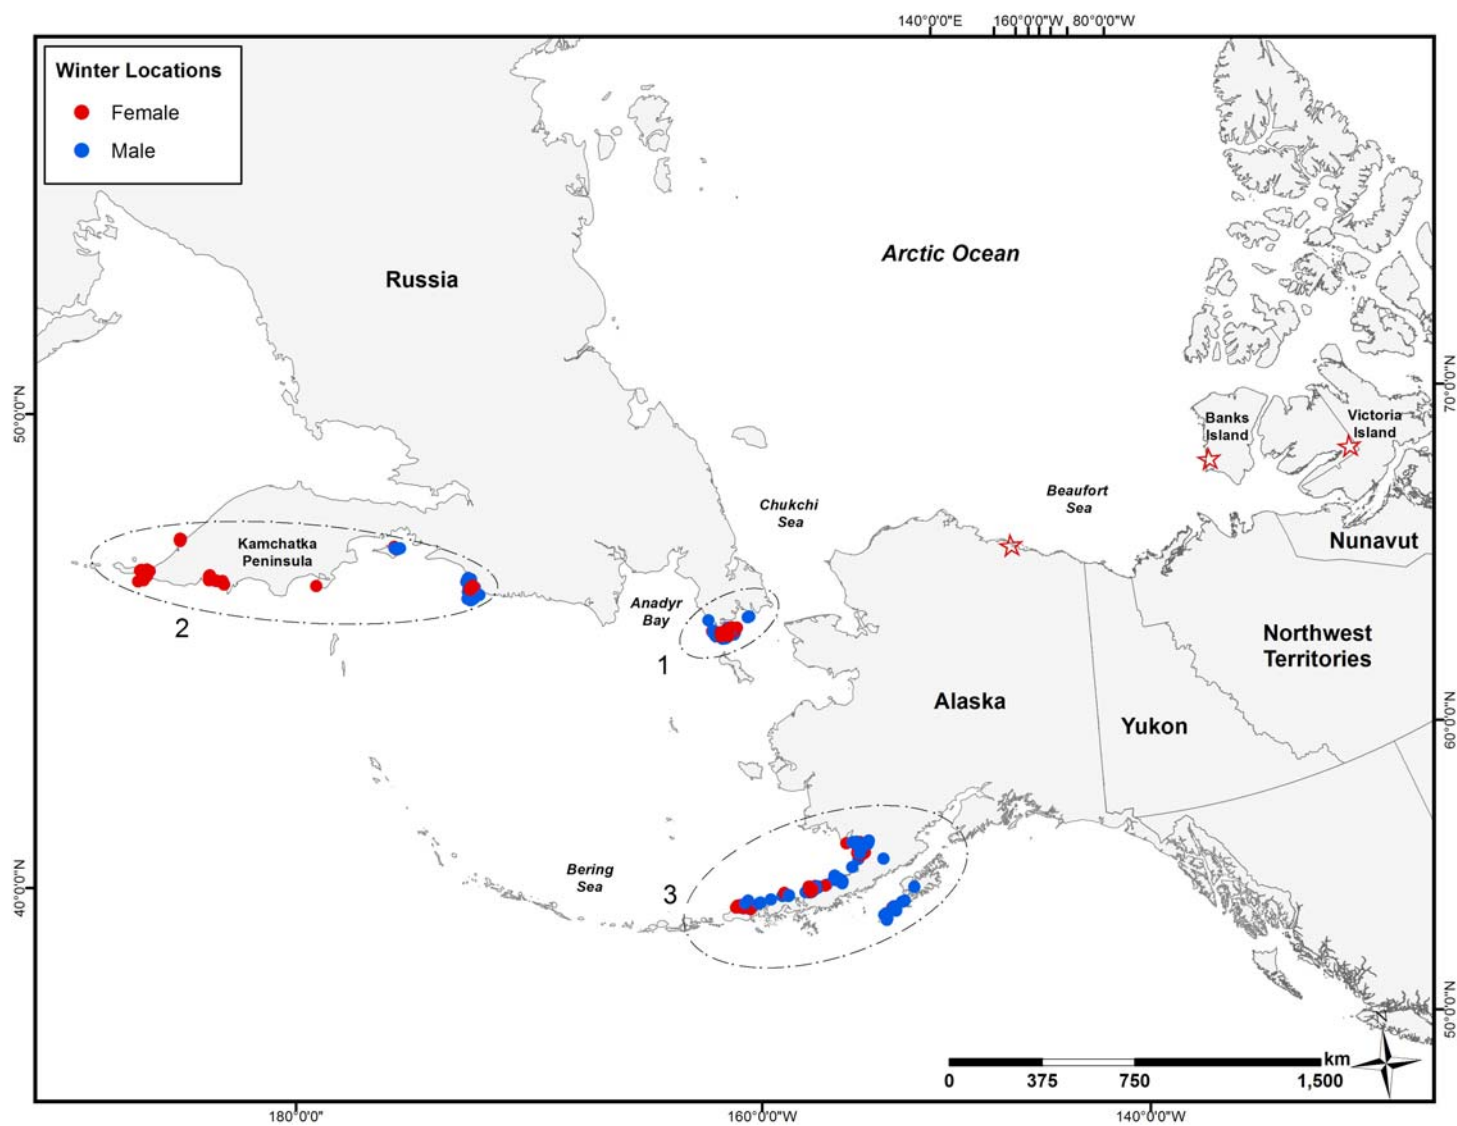 140°0'0"E 160°0'0"W 80°0'0"W
Winter Locations
Female
Male
Russia
Arctic Ocean
Banks
Island
Victoria
Island
70°0'0"N
50°0'0"N
Chukchi
Sea
Beaufort
Sea
Nunavut
Kamchatka
Peninsula
2
Anadyr
Bay
1
Northwest
Territories
Alaska
Yukon
60°0'0"N
Bering
Sea
3
40°0'0"N
50°0'0"N
N
km
0 375 750 1,500
180°0'0" 160°0'0"W 140°0'0"W